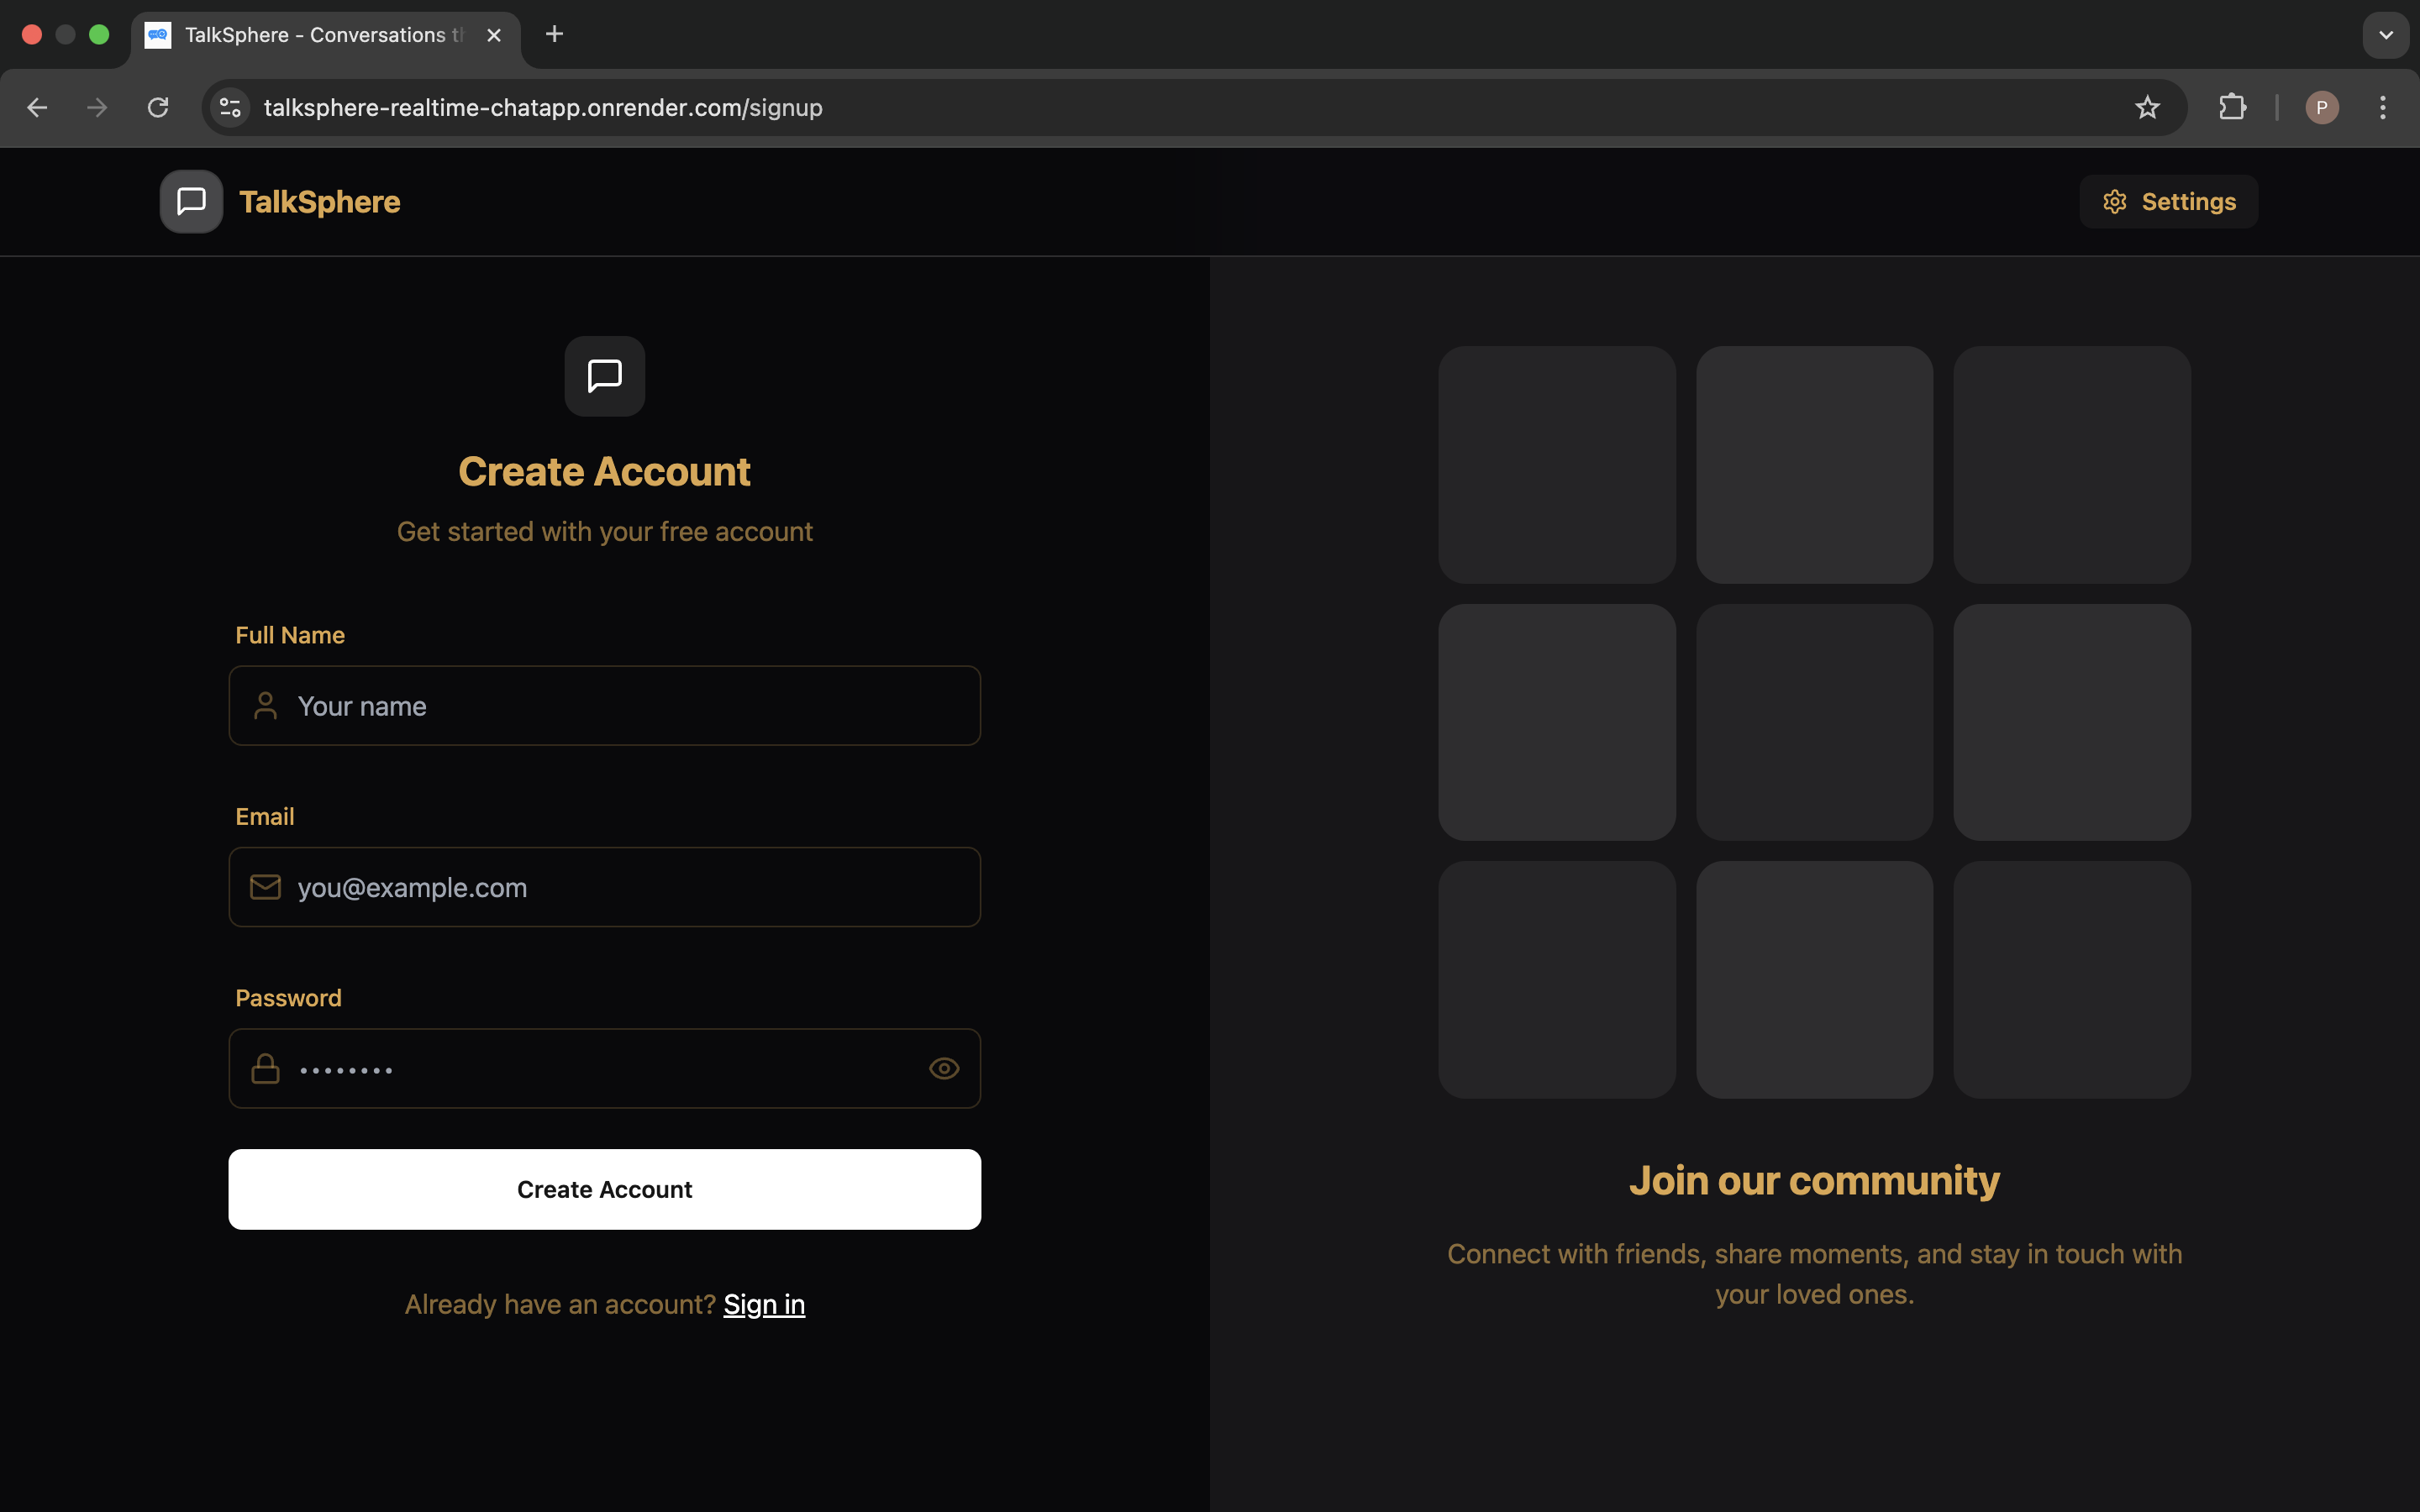 TalkSphere - Conversations
talksphere-realtime-chatapp.onrender.com/signup
P
TalkSphere
Settings
Create Account
Get started with your free account
Full Name
Your name
Email
you@example.com
Password
••••••••
Create Account
Already have an account? Sign in
Join our community
Connect with friends, share moments, and stay in touch with
your loved ones.